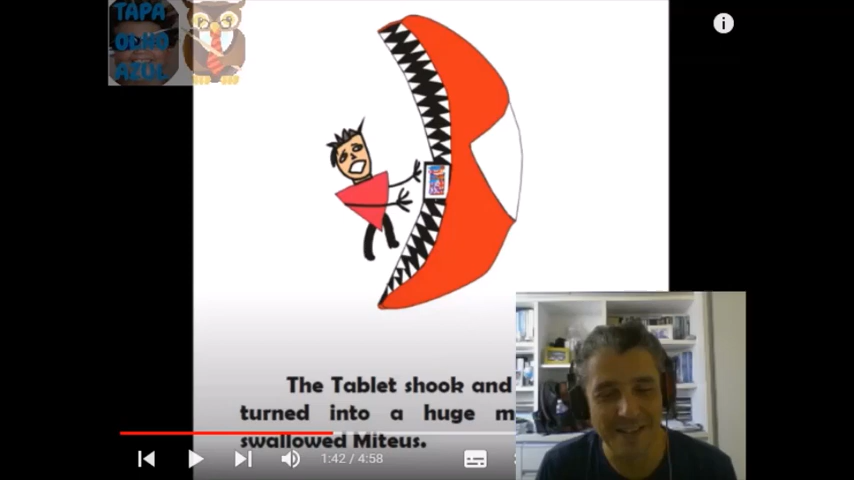 TAPA
OLHO
AZUL
The Tablet shook and
turned into a huge m
swallowed Miteus.
1:42 / 4:58